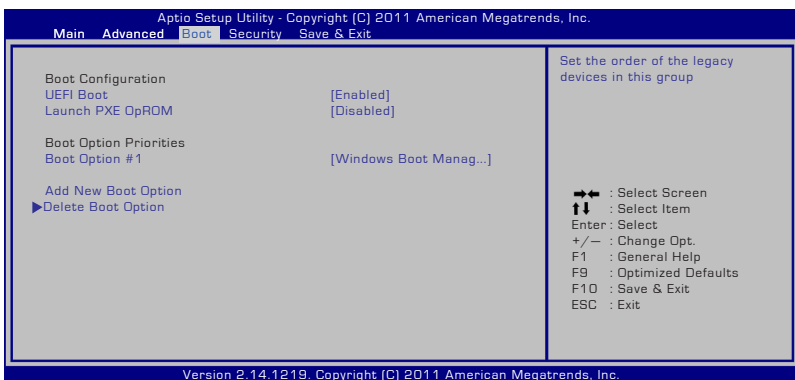 Aptio Setup Utility - Copyright (C) 2011 American Megatrends, Inc.
Main Advanced Boot Security Save & Exit
Boot Configuration
UEFI Boot [Enabled]
Launch PXE OpROM [Disabled]
Boot Option Priorities
Boot Option #1 [Windows Boot Manag...]
Add New Boot Option
▶Delete Boot Option
Set the order of the legacy
devices in this group
→← : Select Screen
↑↓ : Select Item
Enter : Select
+/— : Change Opt.
F1 : General Help
F9 : Optimized Defaults
F10 : Save & Exit
ESC : Exit
Version 2.14.1219. Copyright (C) 2011 American Megatrends, Inc.